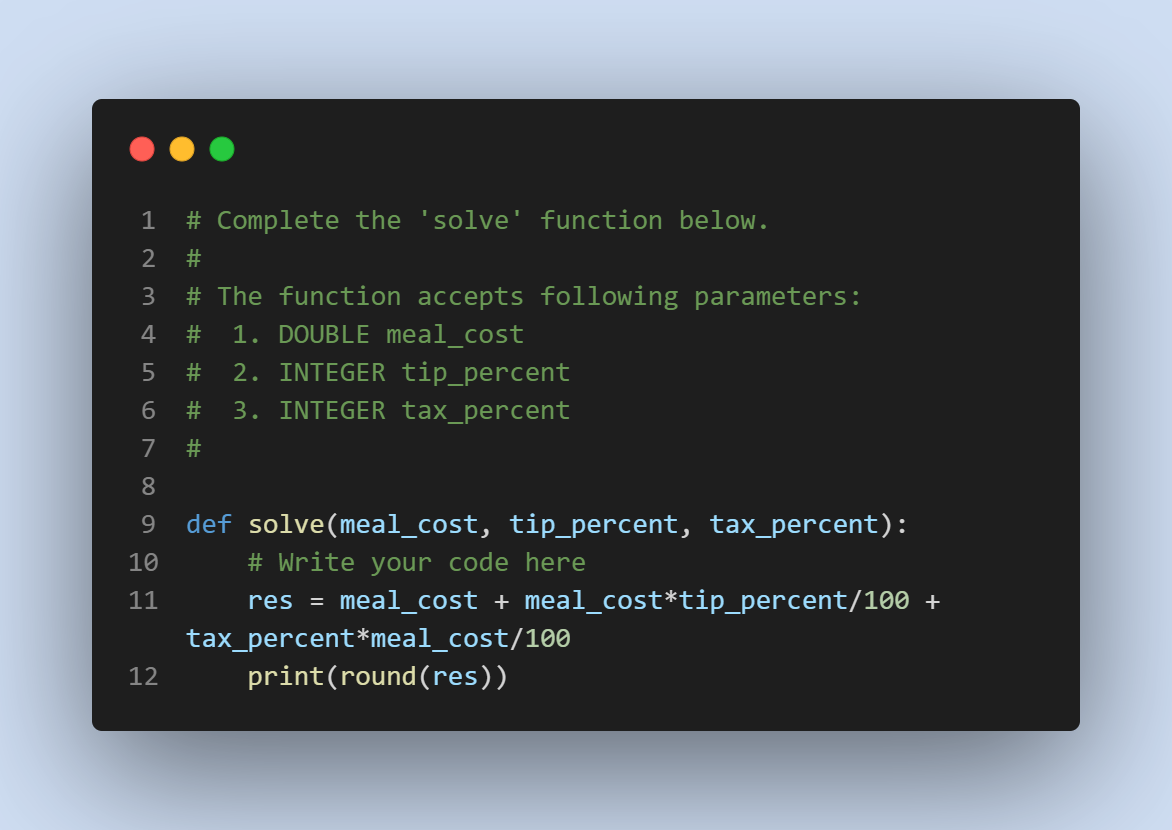 1 # Complete the 'solve' function below.
2 #
3 # The function accepts following parameters:
4 #  1. DOUBLE meal_cost
5 #  2. INTEGER tip_percent
6 #  3. INTEGER tax_percent
7 #
8
9 def solve(meal_cost, tip_percent, tax_percent):
10     # Write your code here
11     res = meal_cost + meal_cost*tip_percent/100 +
tax_percent*meal_cost/100
12     print(round(res))